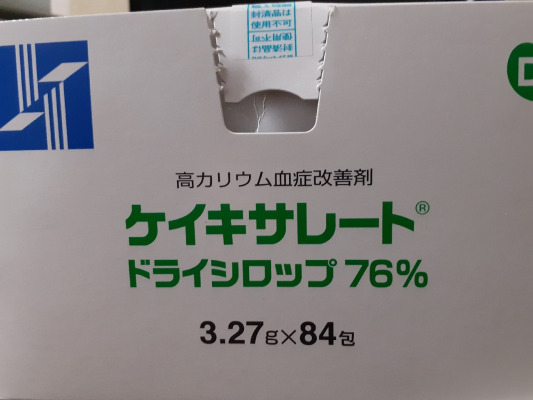 高カリウム血症改善剤
ケイキサレート®
ドライシロップ 76%
3.27g×84包